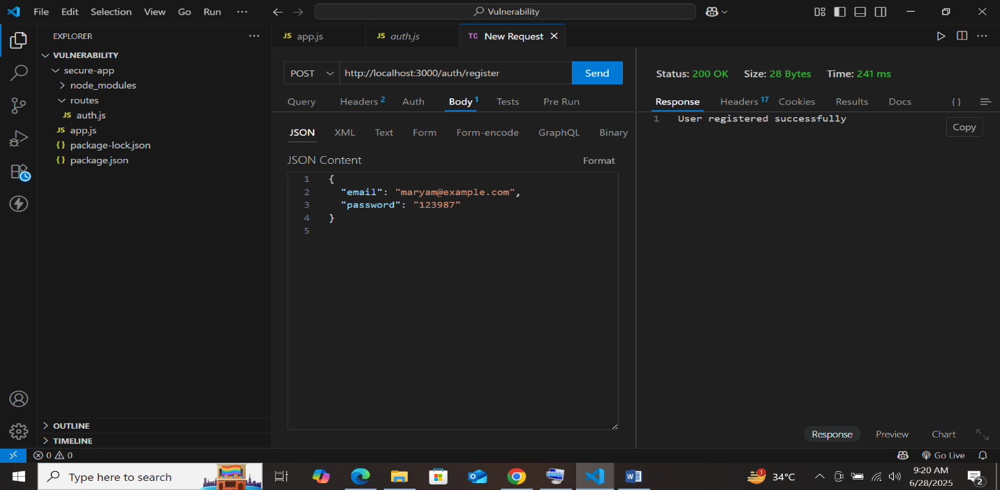 File Edit Selection View Go Run ··· Vulnerability
EXPLORER ···
VULNERABILITY
secure-app
node_modules
routes
JS auth.js
JS app.js
{} package-lock.json
{} package.json
OUTLINE
TIMELINE
JS app.js JS auth.js TC New Request
POST http://localhost:3000/auth/register Send
Query Headers 2 Auth Body 1 Tests Pre Run
JSON XML Text Form Form-encode GraphQL Binary
JSON Content Format
1 {
2 "email": "maryam@example.com",
3 "password": "123987"
4 }
5
Status: 200 OK Size: 28 Bytes Time: 241 ms
Response Headers 17 Cookies Results Docs {}
1 User registered successfully
Copy
Response Preview Chart
0 0 Go Live
Type here to search
1 34°C
9:20 AM
6/28/2025
2